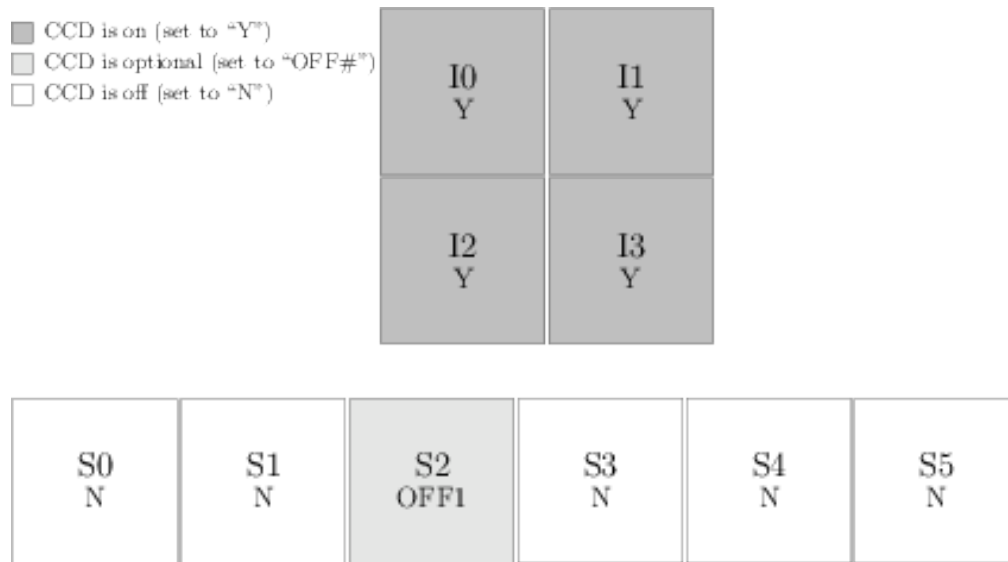 CCD is on (set to “Y”)
CCD is optional (set to “OFF#”)
CCD is off (set to “N”)
I0
Y
I1
Y
I2
Y
I3
Y
S0
N
S1
N
S2
OFF1
S3
N
S4
N
S5
N